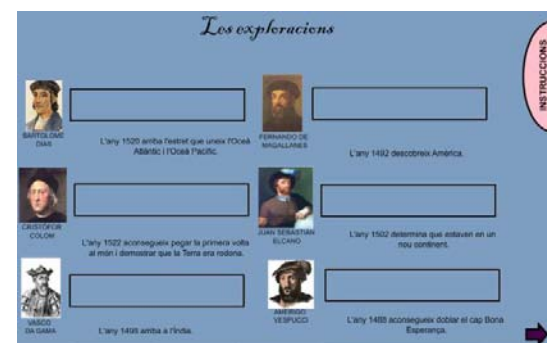 Les exploracions
INSTRUCCIONS
BARTOLOME
DIAS
L'any 1520 arriba l'estret que uneix l'Oceà
Atlàntic i l'Oceà Pacífic.
FERNANDO DE
MAGALLANES
L'any 1492 descobreix Amèrica.
CRISTÒFOR
COLOM
L'any 1522 aconsegueix pegar la primera volta
al món i demostrar que la Terra era rodona.
JUAN SEBASTIAN
ELCANO
L'any 1502 determina que estaven en un
nou continent.
VASCO
DA GAMA
L'any 1498 arriba a l'Índia.
AMERIGO
VESPUCCI
L'any 1488 aconsegueix doblar el cap Bona
Esperança.